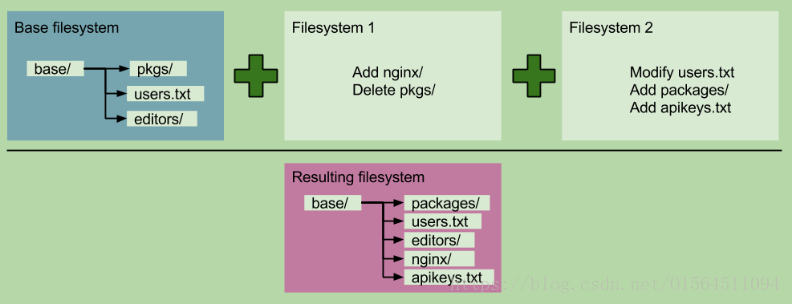 Base filesystem
base/
pkgs/
users.txt
editors/
Filesystem 1
Add nginx/
Delete pkgs/
Filesystem 2
Modify users.txt
Add packages/
Add apikeys.txt
Resulting filesystem
base/
packages/
users.txt
editors/
nginx/
apikeys.txt
https://blog.csdn.net/01564511094